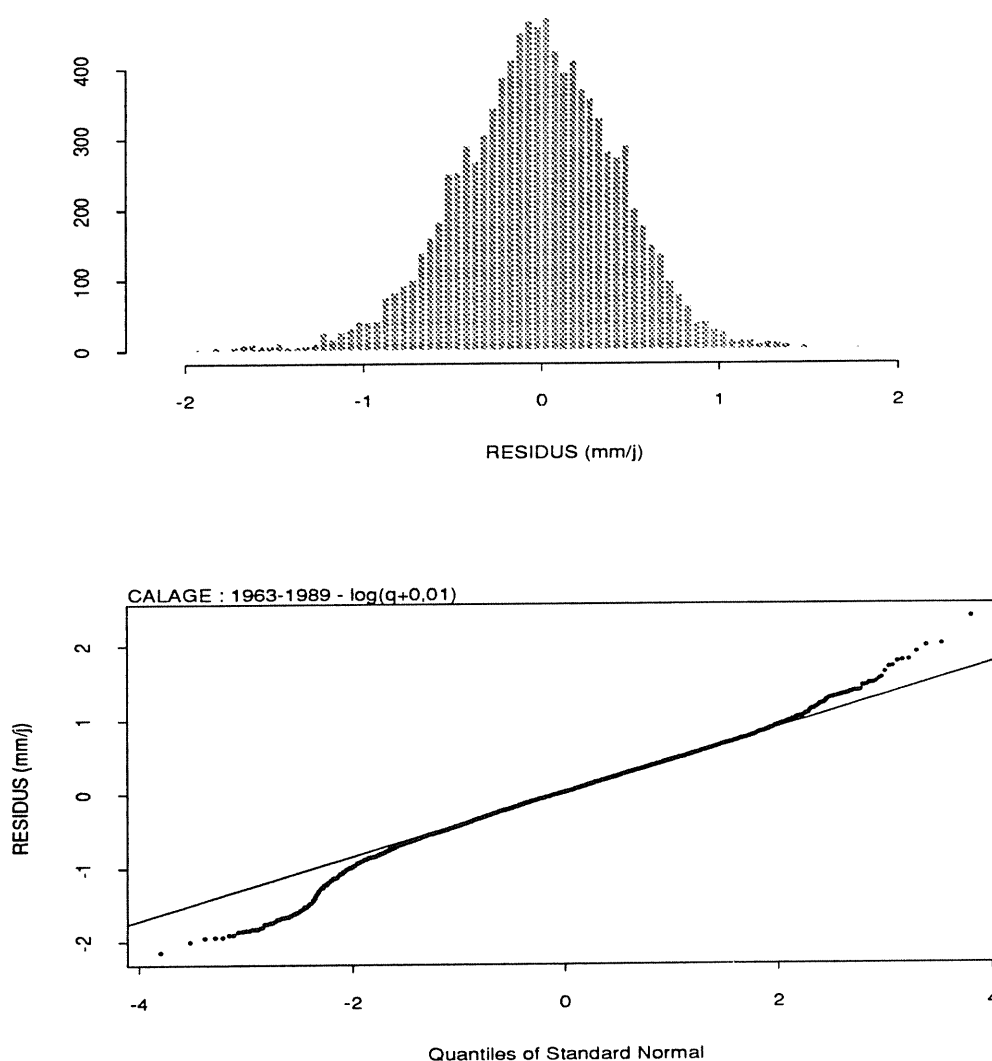 400
300
200
100
0
-2 -1 0 1 2
RESIDUS (mm/j)
CALAGE : 1963-1989 - log(q+0,01)
2
1
0
-1
-2
RESIDUS (mm/j)
-4 -2 0 2 4
Quantiles of Standard Normal